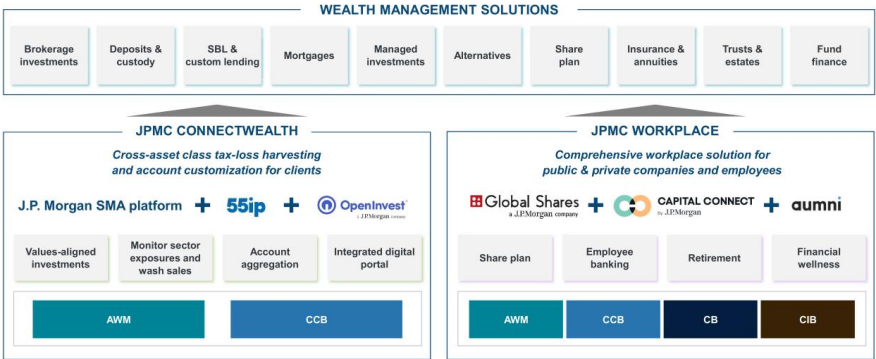 WEALTH MANAGEMENT SOLUTIONS
Brokerage
investments
Deposits &
custody
SBL &
custom lending
Mortgages
Managed
investments
Alternatives
Share
plan
Insurance &
annuities
Trusts &
estates
Fund
finance
JPMC CONNECTWEALTH
Cross-asset class tax-loss harvesting
and account customization for clients
J.P. Morgan SMA platform + 55ip + OpenInvest
a J.P.Morgan company
Values-aligned
investments
Monitor sector
exposures and
wash sales
Account
aggregation
Integrated digital
portal
AWM
CCB
JPMC WORKPLACE
Comprehensive workplace solution for
public & private companies and employees
Global Shares + CAPITAL CONNECT + aumni
a J.P.Morgan company
by J.P.Morgan
Share plan
Employee
banking
Retirement
Financial
wellness
AWM
CCB
CB
CIB